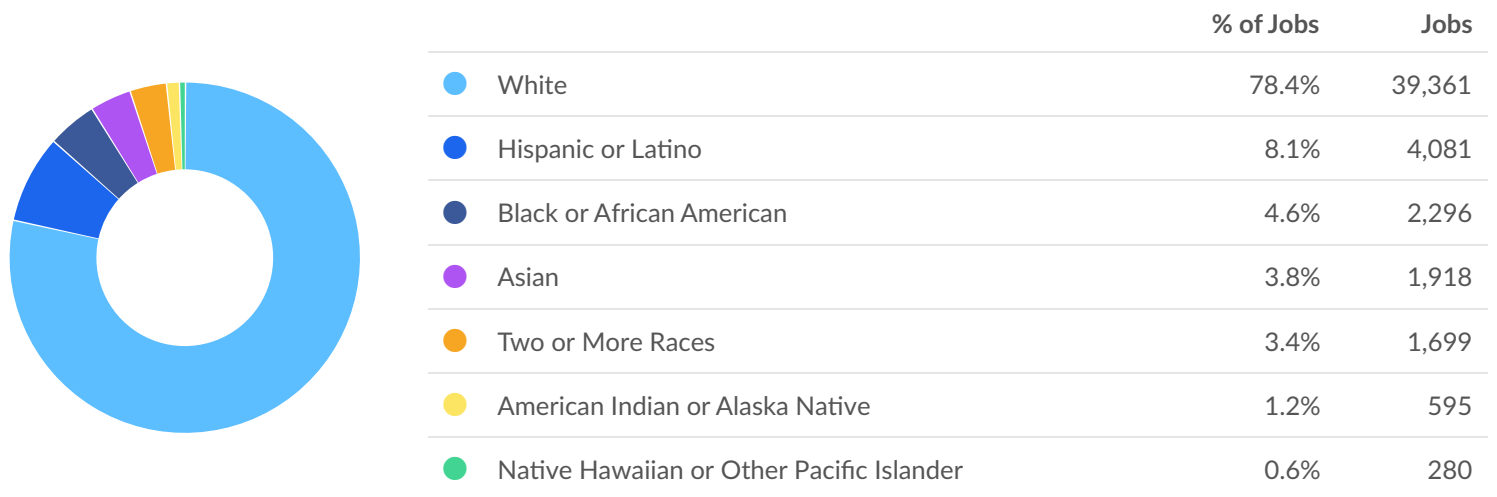 % of Jobs Jobs
White 78.4% 39,361
Hispanic or Latino 8.1% 4,081
Black or African American 4.6% 2,296
Asian 3.8% 1,918
Two or More Races 3.4% 1,699
American Indian or Alaska Native 1.2% 595
Native Hawaiian or Other Pacific Islander 0.6% 280